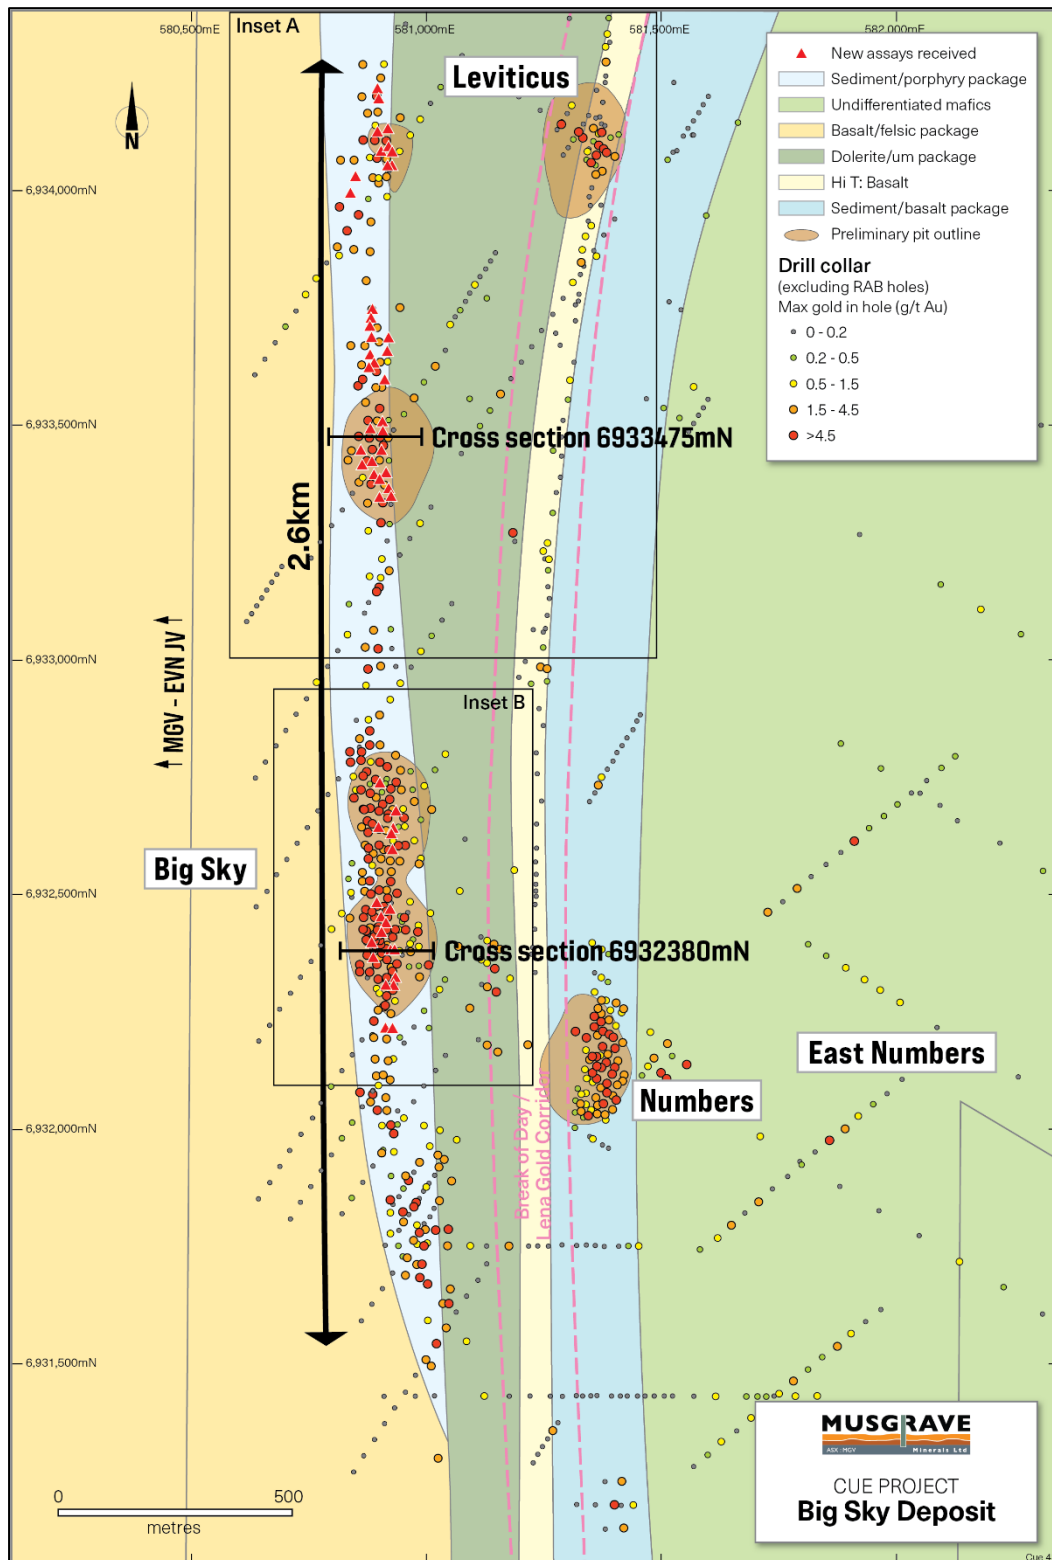 580,500mE
581,000mE
581,500mE
582,000mE
Inset A
Leviticus
New assays received
Sediment/porphyry package
Undifferentiated mafics
Basalt/felsic package
Dolerite/um package
Hi T: Basalt
Sediment/basalt package
Preliminary pit outline
Drill collar
(excluding RAB holes)
Max gold in hole (g/t Au)
0 - 0.2
0.2 - 0.5
0.5 - 1.5
1.5 - 4.5
>4.5
N
6,934,000mN
6,933,500mN
Cross section 6933475mN
2.6km
6,933,000mN
MGV - EVN JV
Inset B
Big Sky
6,932,500mN
Cross section 6932380mN
East Numbers
Numbers
6,932,000mN
Break of Day /
Lena Gold Corridor
6,931,500mN
MUSGRAVE
ASX : MGV
Minerals Ltd
CUE PROJECT
Big Sky Deposit
0
500
metres